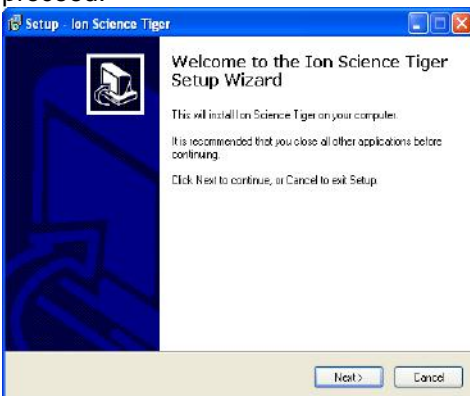 proceed.
Setup - Ion Science Tiger
Welcome to the Ion Science Tiger
Setup Wizard
This will install Ion Science Tiger on your computer.
It is recommended that you close all other applications before
continuing.
Click Next to continue, or Cancel to exit Setup.
Next >
Cancel